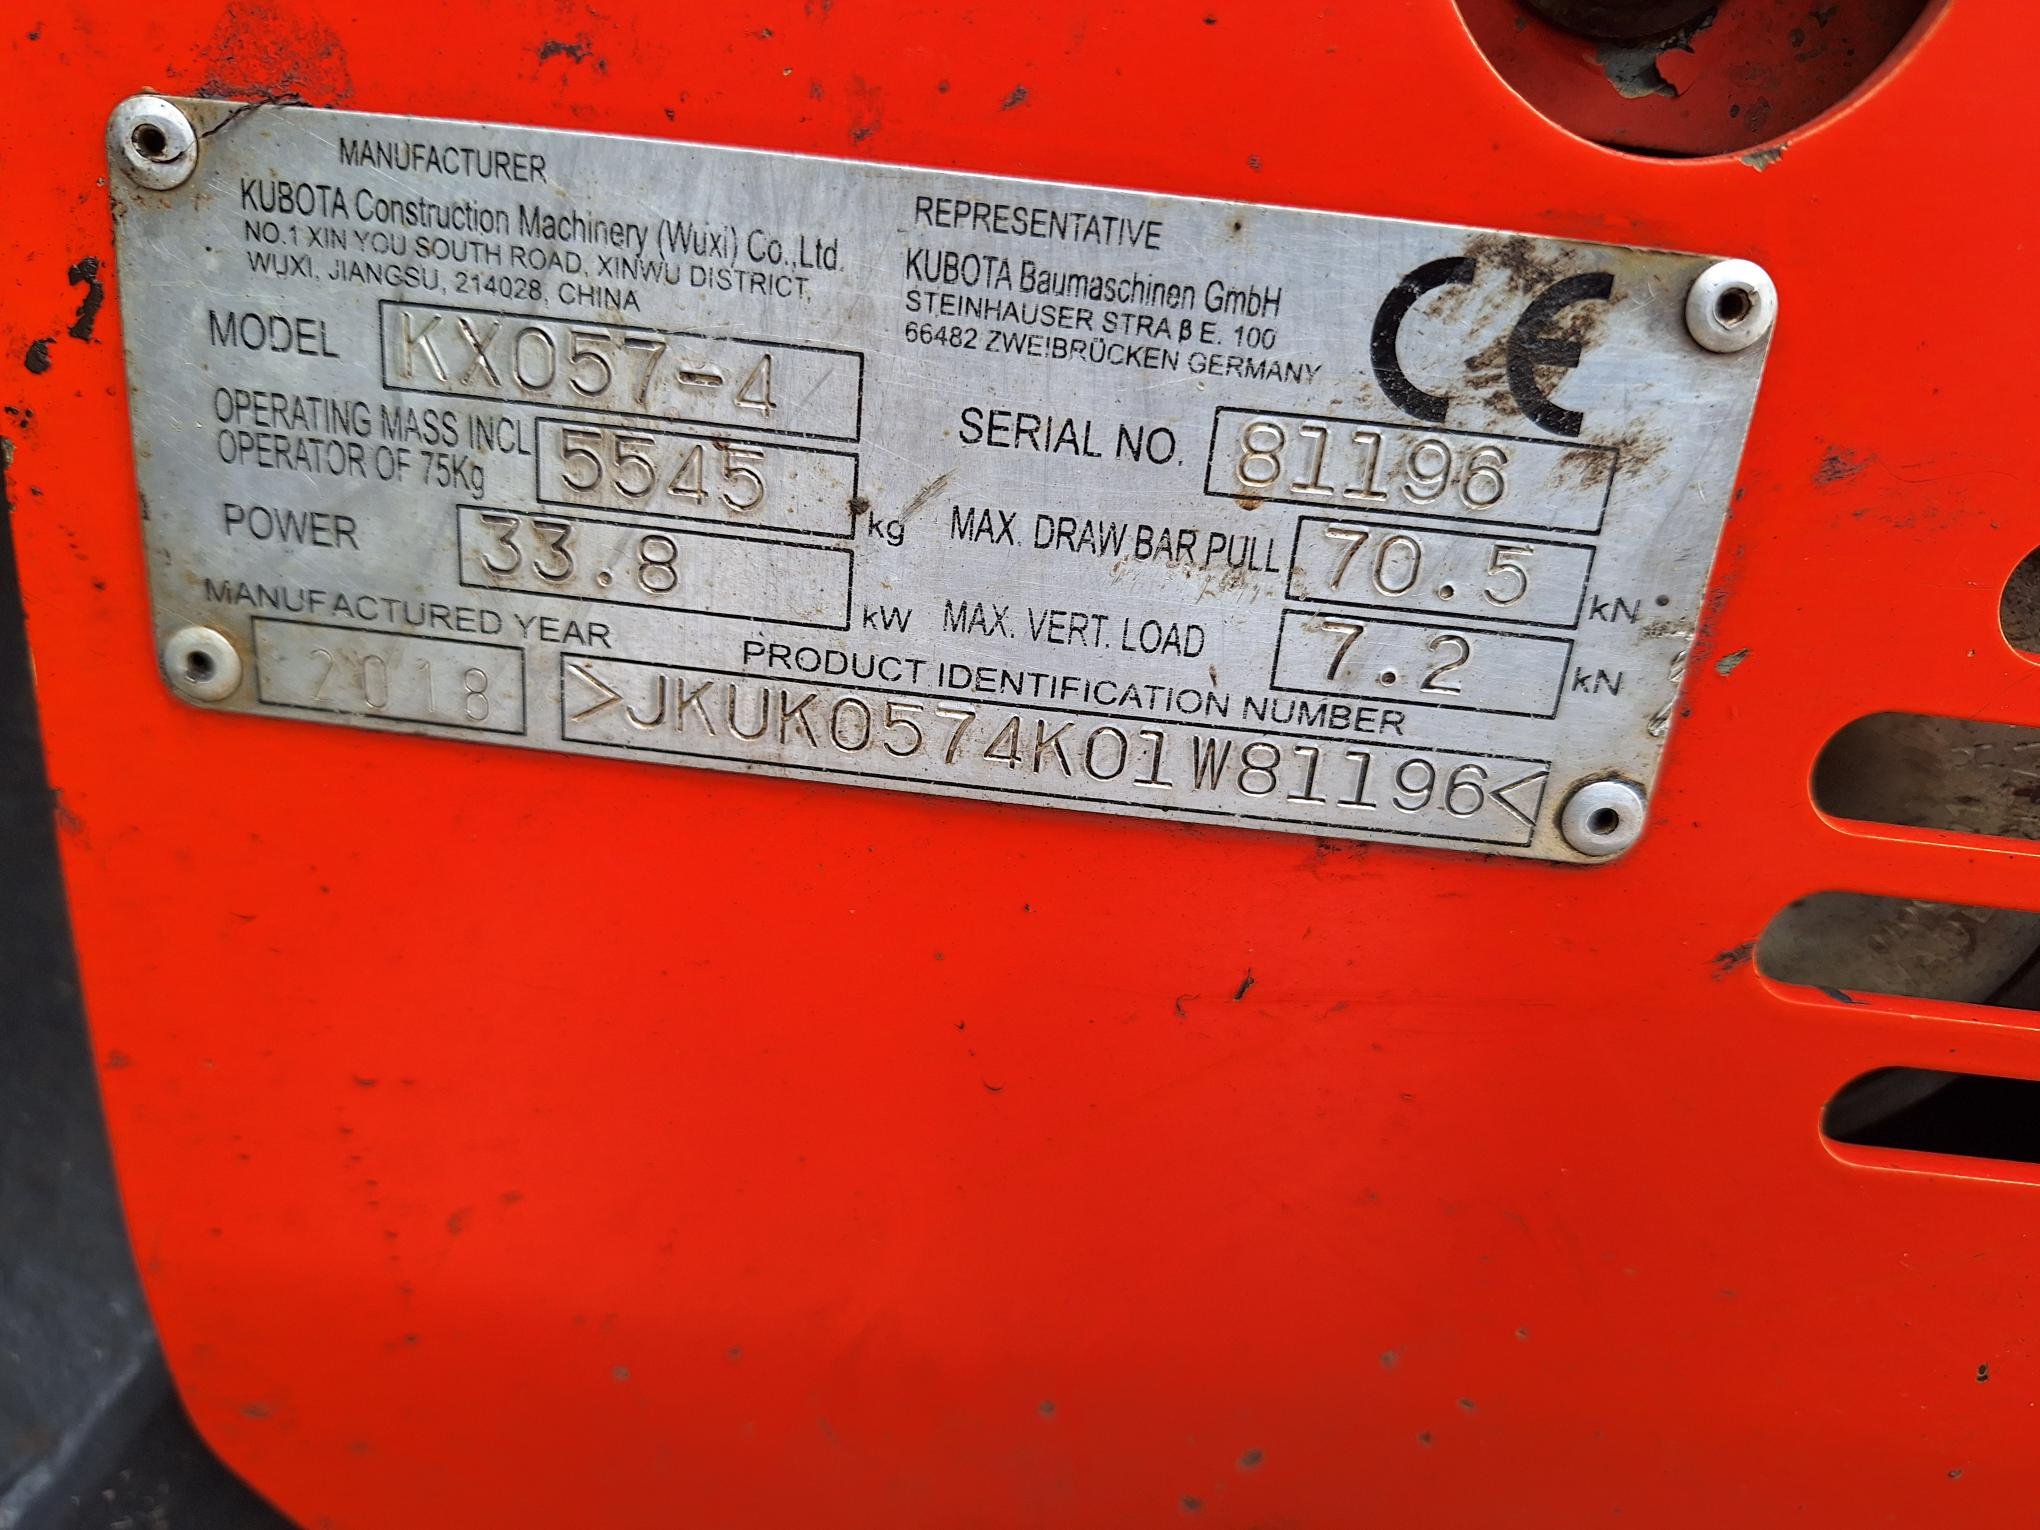 MANUFACTURER
KUBOTA Construction Machinery (Wuxi) Co.,Ltd.
NO.1 XIN YOU SOUTH ROAD, XINWU DISTRICT,
WUXI, JIANGSU, 214028, CHINA
REPRESENTATIVE
KUBOTA Baumaschinen GmbH
STEINHAUSER STRA β E. 100
66482 ZWEIBRÜCKEN GERMANY
CE
MODEL KX057-4
OPERATING MASS INCL
OPERATOR OF 75Kg 5545 kg
POWER 33.8 kW
MANUFACTURED YEAR
2018
SERIAL NO. 81196
MAX. DRAW BAR PULL 70.5 kN
MAX. VERT. LOAD 7.2 kN
PRODUCT IDENTIFICATION NUMBER
>JKUK0574K01W81196<